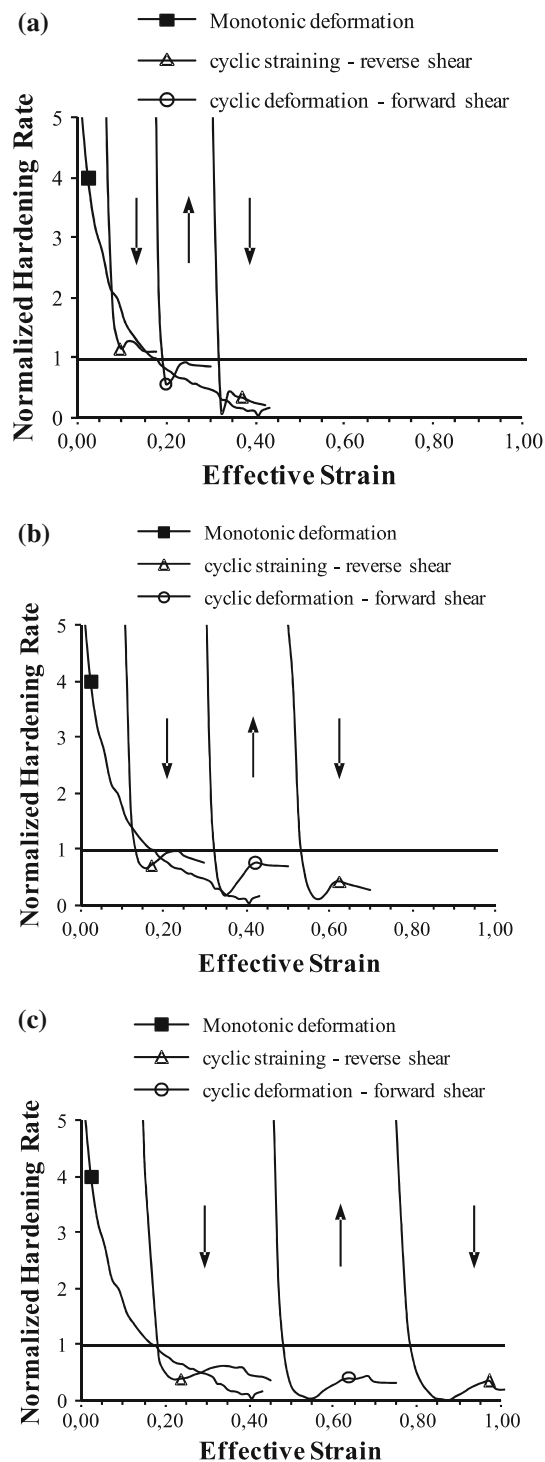 (a)
Monotonic deformation
cyclic straining - reverse shear
cyclic deformation - forward shear
Normalized Hardening Rate
5
4
3
2
1
0
0,00 0,20 0,40 0,60 0,80 1,00
Effective Strain
(b)
Monotonic deformation
cyclic straining - reverse shear
cyclic deformation - forward shear
Normalized Hardening Rate
5
4
3
2
1
0
0,00 0,20 0,40 0,60 0,80 1,00
Effective Strain
(c)
Monotonic deformation
cyclic straining - reverse shear
cyclic deformation - forward shear
Normalized Hardening Rate
5
4
3
2
1
0
0,00 0,20 0,40 0,60 0,80 1,00
Effective Strain